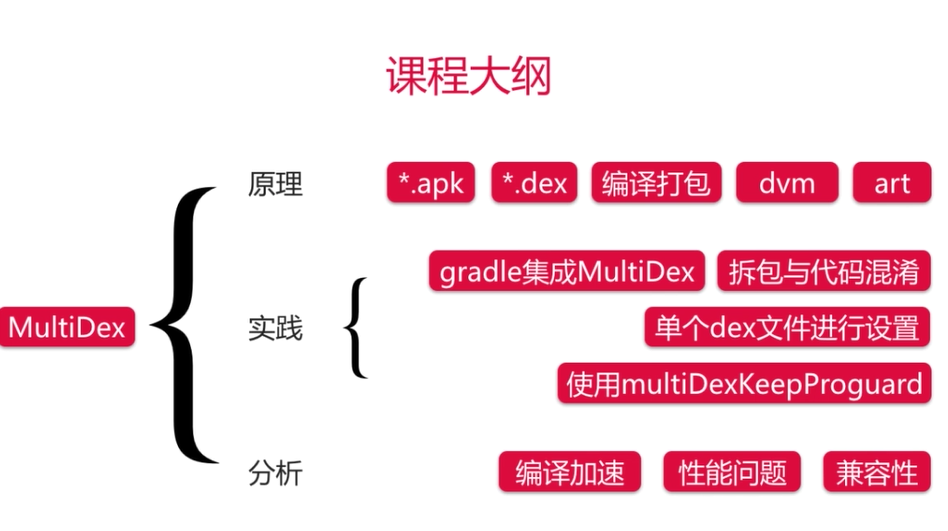 课程大纲
原理 *.apk *.dex 编译打包 dvm art
gradle集成MultiDex 拆包与代码混淆
MultiDex 实践 单个dex文件进行设置
使用multiDexKeepProguard
分析 编译加速 性能问题 兼容性